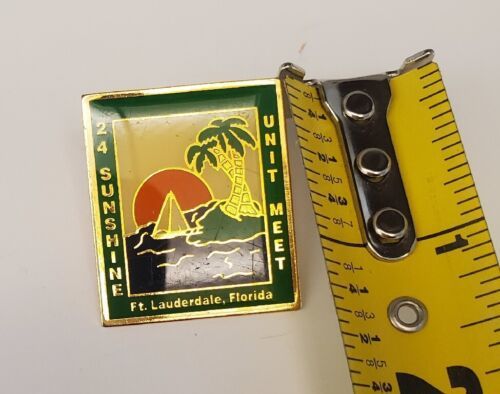 24 SUNSHINE
UNIT MEET
Ft. Lauderdale, Florida
1
2